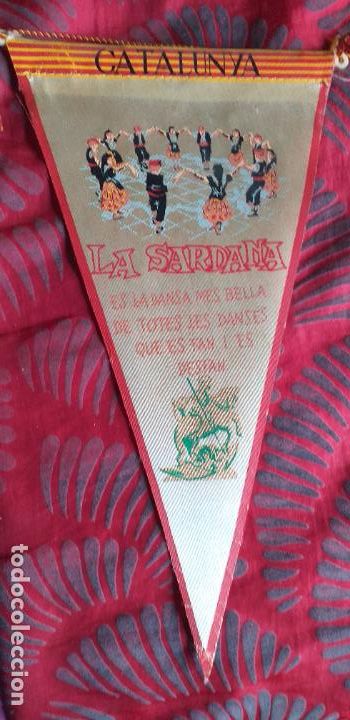 CATALUNYA
LA SARDANA
ES LA DANSA MES BELLA
DE TOTES LES DANSES
QUE ES FAN I ES
DESFAN
todocoleccion